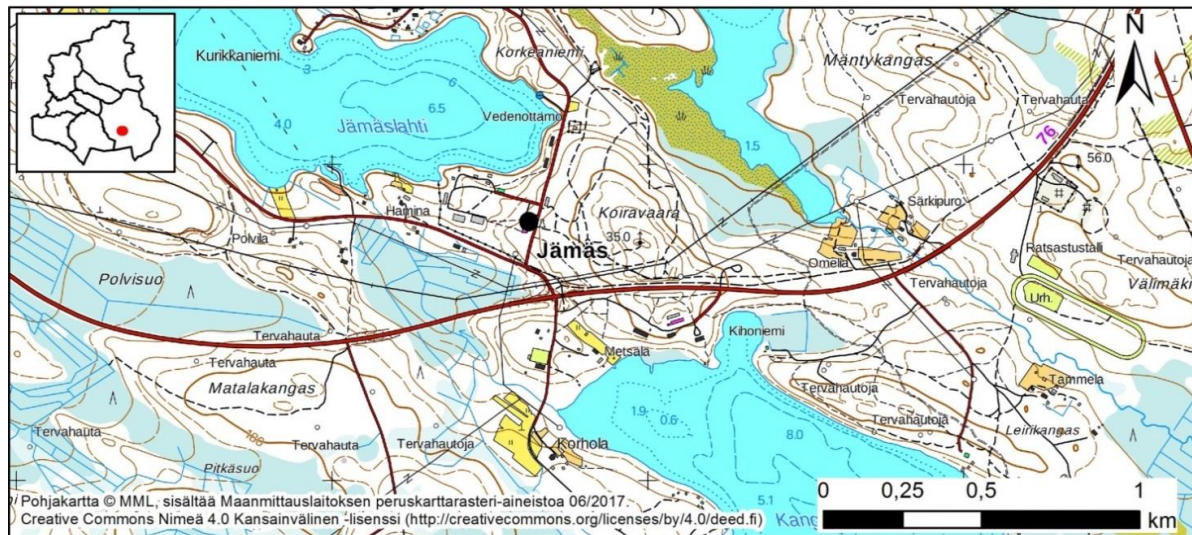 N
Kurikkaniemi
Korkeaniemi
Mäntykangas
3
6
6.5
4.0
Jämäslahti
Vedenottamo
1.5
Tervahautoja
Tervahauta
76
56.0
Särkipuro
Hamina
Koiravaara
35.0
Polvila
Jämäs
Omelia
Ratsastustalli
Tervahautoja
Välimäki
Polvisuo
Tervahautoja
Urh.
Tervahauta
Kihoniemi
Metsälä
Tervahauta
Matalakangas
Tervahautoja
Tammela
1.9
0.6
Tervahautoja
Leirikangas
Tervahauta
Tervahauta
Tervahautoja
Korhola
8.0
Pitkäsuo
5.1
Pohjakartta © MML, sisältää Maanmittauslaitoksen peruskarttarasteri-aineistoa 06/2017.
Creative Commons Nimeä 4.0 Kansainvälinen -lisenssi (http://creativecommons.org/licenses/by/4.0/deed.fi)
0 0,25 0,5 1
km